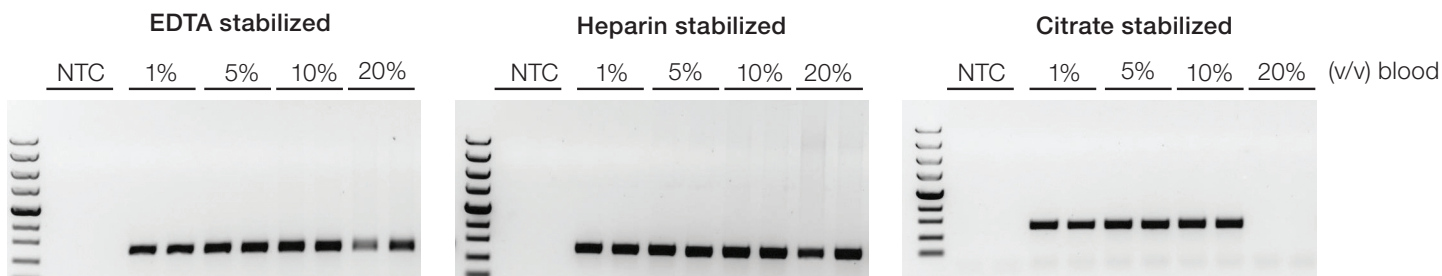 EDTA stabilized
NTC 1% 5% 10% 20%
Heparin stabilized
NTC 1% 5% 10% 20%
Citrate stabilized
NTC 1% 5% 10% 20% (v/v) blood